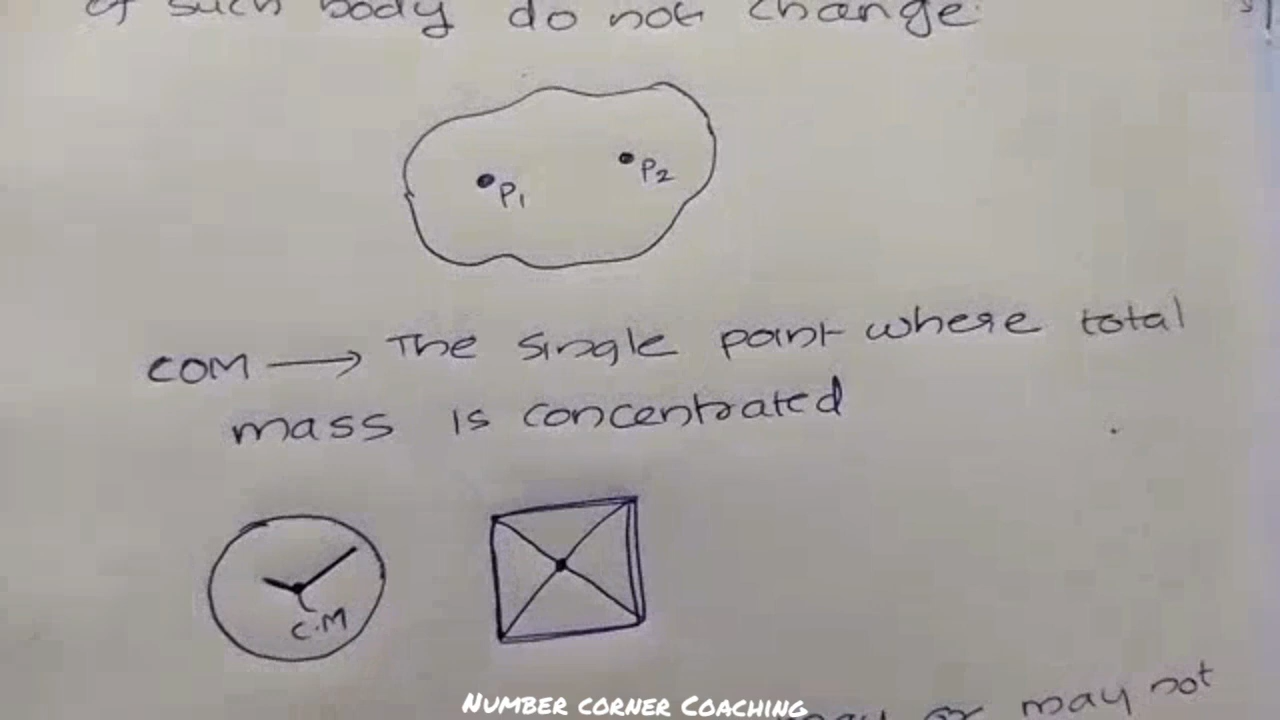 of such body do not change
P1
P2
COM → The single point where total
mass is concentrated
C.M
may or may not
NUMBER CORNER COACHING